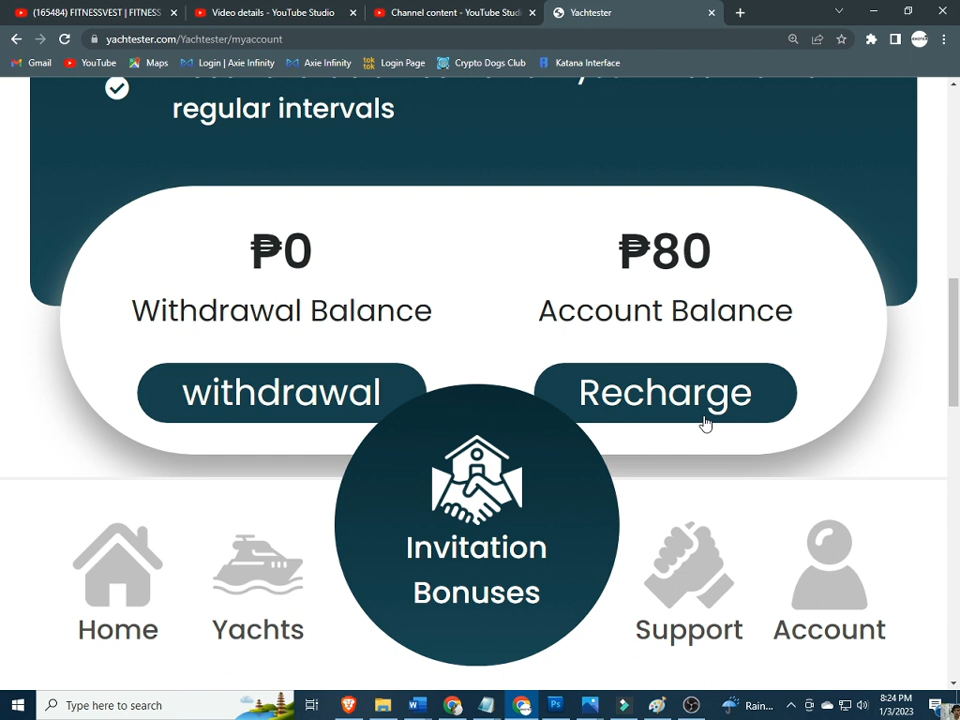 (165484) FITNESSVEST | FITNESS
Video details - YouTube Studio
Channel content - YouTube Studi
Yachtester
yachtester.com/Yachtester/myaccount
Gmail
YouTube
Maps
Login | Axie Infinity
Axie Infinity
tok
tok
Login Page
Crypto Dogs Club
Katana Interface
regular intervals
₱0
₱80
Withdrawal Balance
Account Balance
withdrawal
Recharge
Invitation
Bonuses
Home
Yachts
Support
Account
Type here to search
Rain...
8:24 PM
1/3/2023